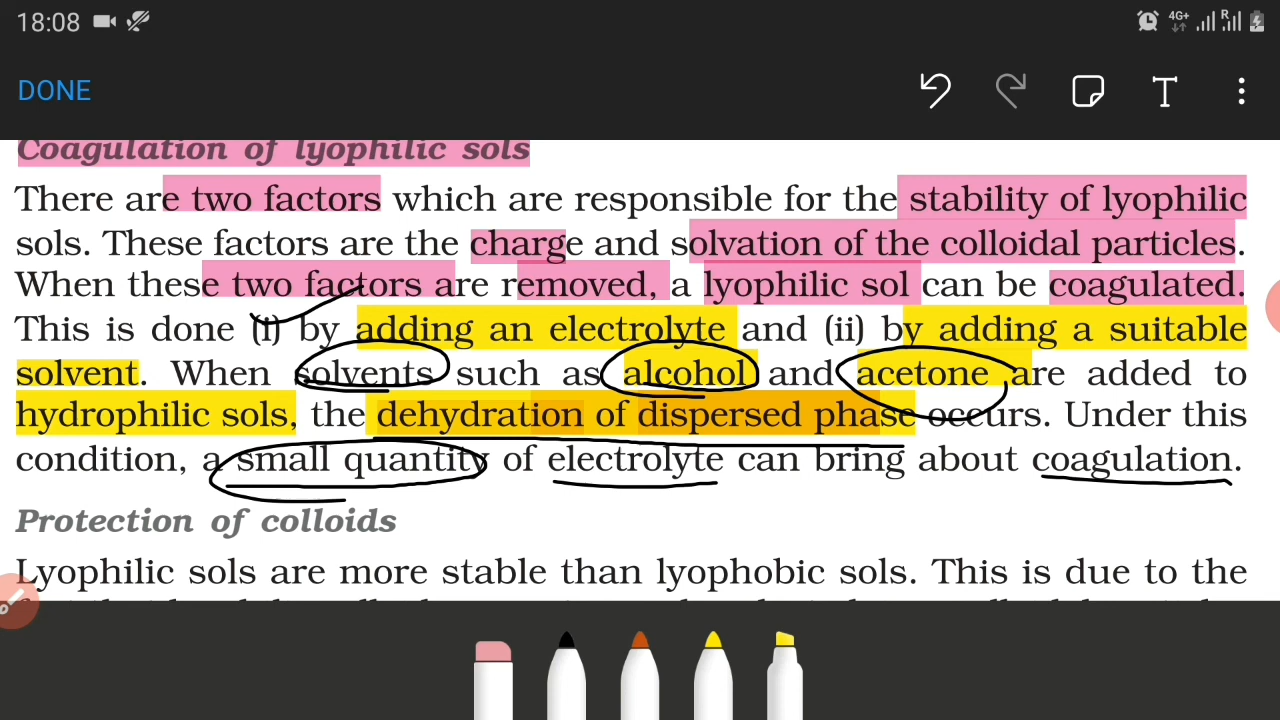 18:08 4G+ R
DONE T
Coagulation of lyophilic sols
There are two factors which are responsible for the stability of lyophilic
sols. These factors are the charge and solvation of the colloidal particles.
When these two factors are removed, a lyophilic sol can be coagulated.
This is done (i) by adding an electrolyte and (ii) by adding a suitable
solvent. When solvents such as alcohol and acetone are added to
hydrophilic sols, the dehydration of dispersed phase occurs. Under this
condition, a small quantity of electrolyte can bring about coagulation.
Protection of colloids
Lyophilic sols are more stable than lyophobic sols. This is due to the